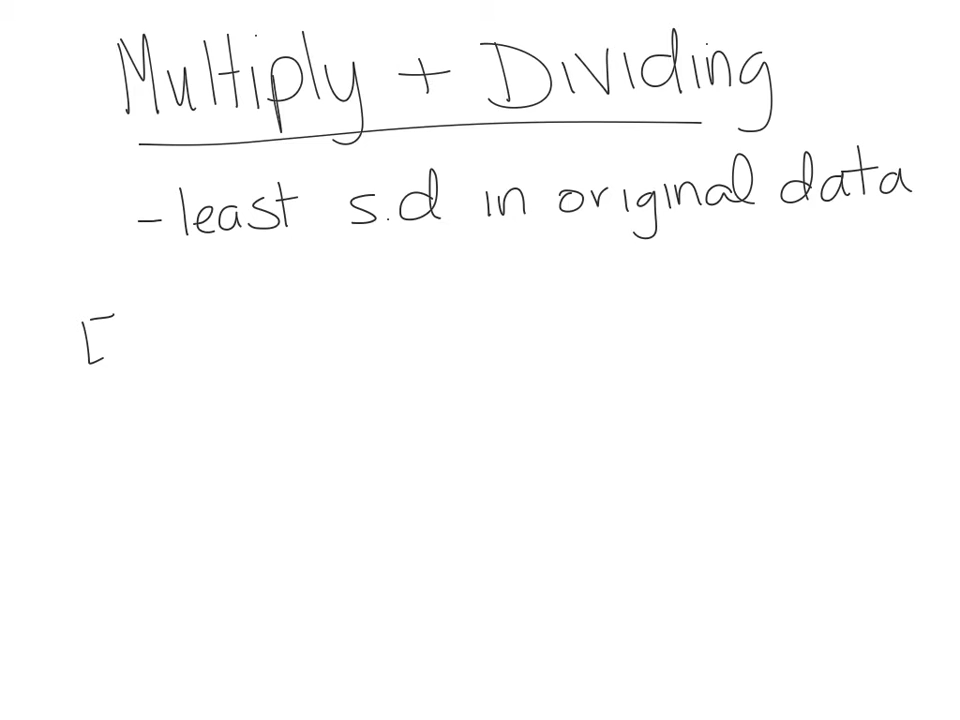 Multiply + Dividing
- least s.d in original data
[